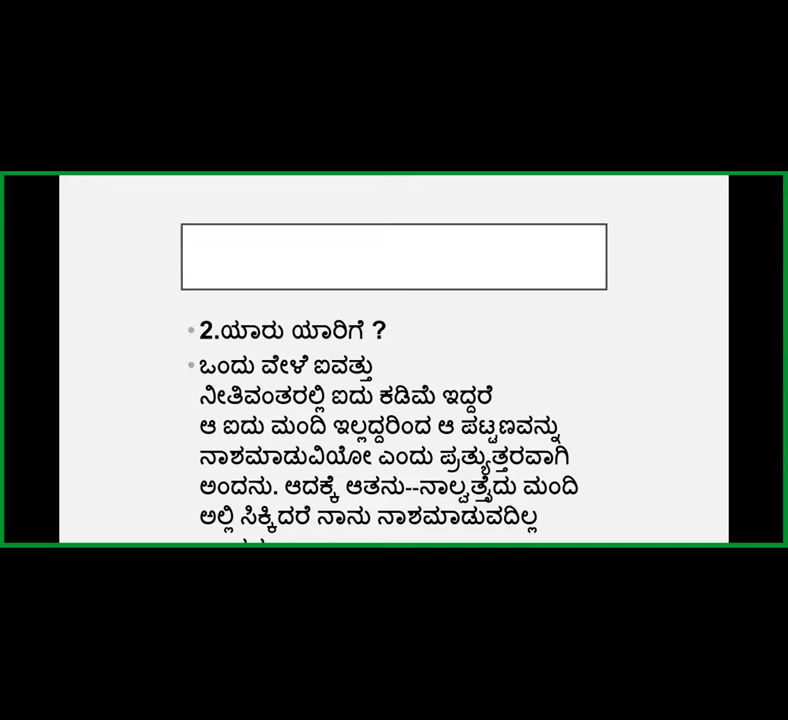 2.ಯಾರು ಯಾರಿಗೆ ?
ಒಂದು ವೇಳೆ ಐವತ್ತು
ನೀತಿವಂತರಲ್ಲಿ ಐದು ಕಡಿಮೆ ಇದ್ದರೆ
ಆ ಐದು ಮಂದಿ ಇಲ್ಲದ್ದರಿಂದ ಆ ಪಟ್ಟಣವನ್ನು
ನಾಶಮಾಡುವಿಯೋ ಎಂದು ಪ್ರತ್ಯುತ್ತರವಾಗಿ
ಅಂದನು. ಆದಕ್ಕೆ ಆತನು--ನಾಲ್ವತ್ತೈದು ಮಂದಿ
ಅಲ್ಲಿ ಸಿಕ್ಕಿದರೆ ನಾನು ನಾಶಮಾಡುವದಿಲ್ಲ